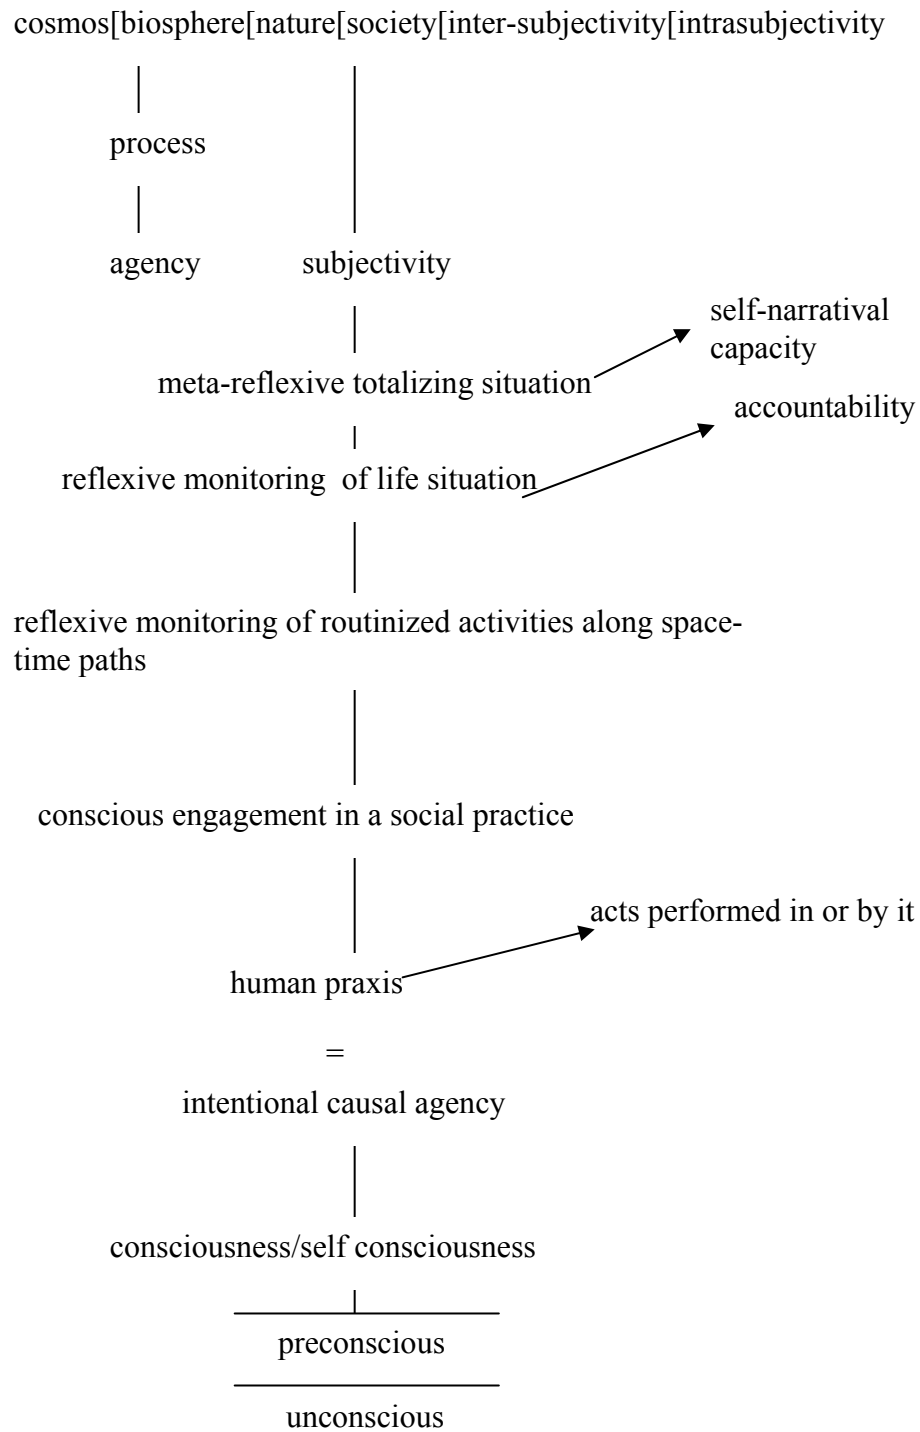 cosmos[biosphere[nature[society[inter-subjectivity[intrasubjectivity
process
agency
subjectivity
self-narratival
capacity
meta-reflexive totalizing situation
accountability
reflexive monitoring of life situation
reflexive monitoring of routinized activities along space-
time paths
conscious engagement in a social practice
acts performed in or by it
human praxis
=
intentional causal agency
consciousness/self consciousness
preconscious
unconscious